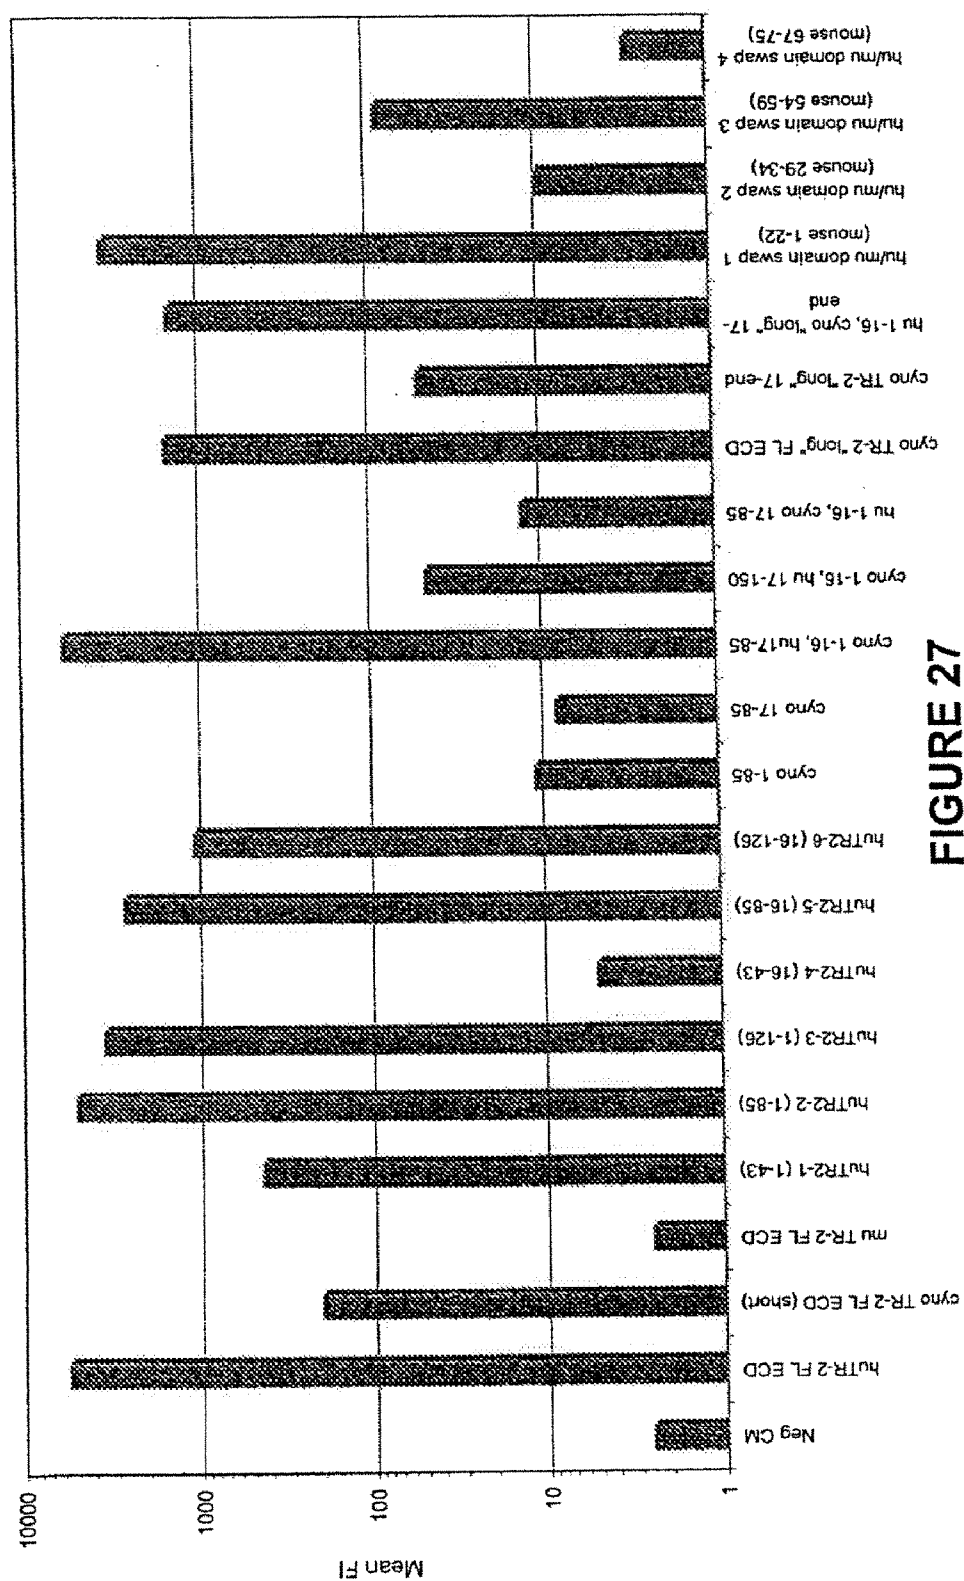 Mean FI
10000
1000
100
10
1
Neg CM
huTR-2 FL ECD
cyno TR-2 FL ECD (short)
mu TR-2 FL ECD
huTR2-1 (1-43)
huTR2-2 (1-85)
huTR2-3 (1-126)
huTR2-4 (16-43)
huTR2-5 (16-85)
huTR2-6 (16-126)
cyno 1-85
cyno 17-85
cyno 1-16, hu17-85
cyno 1-16, hu 17-150
hu 1-16, cyno 17-85
cyno TR-2 "long" FL ECD
cyno TR-2 "long" 17-end
hu 1-16, cyno "long" 17-
end
hu/mu domain swap 1
(mouse 1-22)
hu/mu domain swap 2
(mouse 29-34)
hu/mu domain swap 3
(mouse 54-59)
hu/mu domain swap 4
(mouse 67-75)
FIGURE 27